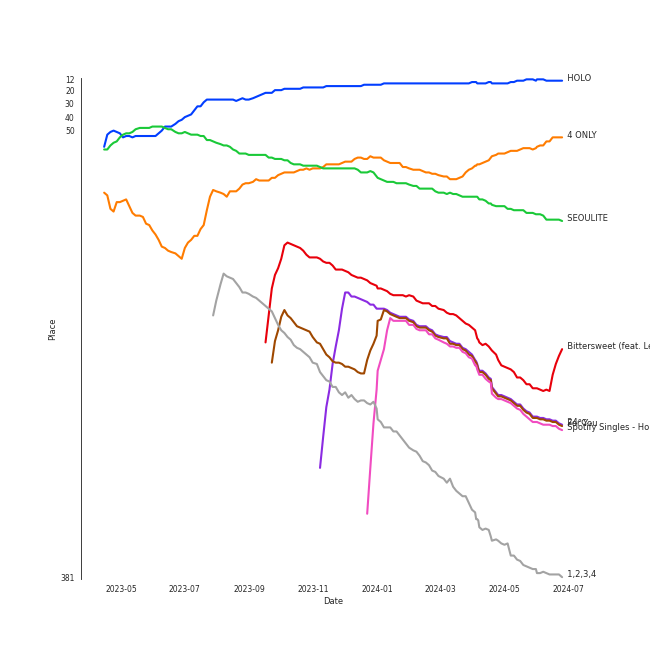 12
20
30
40
50
381
Place
HOLO
4 ONLY
SEOULITE
Bittersweet (feat. Le
For You
Spotify Singles - Ho
1,2,3,4
2023-05
2023-07
2023-09
2023-11
2024-01
2024-03
2024-05
2024-07
Date